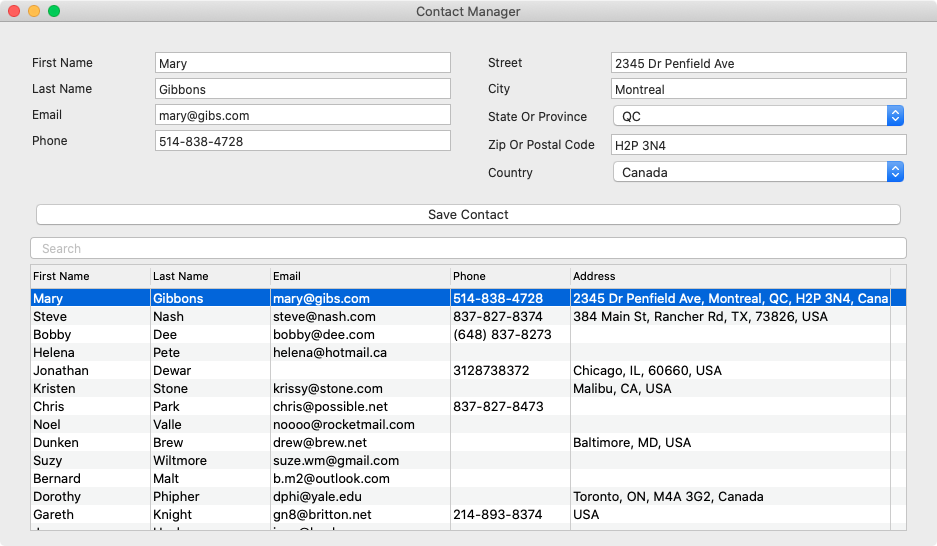 Contact Manager
First Name Mary
Last Name Gibbons
Email mary@gibs.com
Phone 514-838-4728
Street 2345 Dr Penfield Ave
City Montreal
State Or Province QC
Zip Or Postal Code H2P 3N4
Country Canada
Save Contact
Search
First Name Last Name Email Phone Address
Mary Gibbons mary@gibs.com 514-838-4728 2345 Dr Penfield Ave, Montreal, QC, H2P 3N4, Cana
Steve Nash steve@nash.com 837-827-8374 384 Main St, Rancher Rd, TX, 73826, USA
Bobby Dee bobby@dee.com (648) 837-8273
Helena Pete helena@hotmail.ca
Jonathan Dewar 3128738372 Chicago, IL, 60660, USA
Kristen Stone krissy@stone.com Malibu, CA, USA
Chris Park chris@possible.net 837-827-8473
Noel Valle noooo@rocketmail.com
Dunken Brew drew@brew.net Baltimore, MD, USA
Suzy Wiltmore suze.wm@gmail.com
Bernard Malt b.m2@outlook.com
Dorothy Phipher dphi@yale.edu Toronto, ON, M4A 3G2, Canada
Gareth Knight gn8@britton.net 214-893-8374 USA